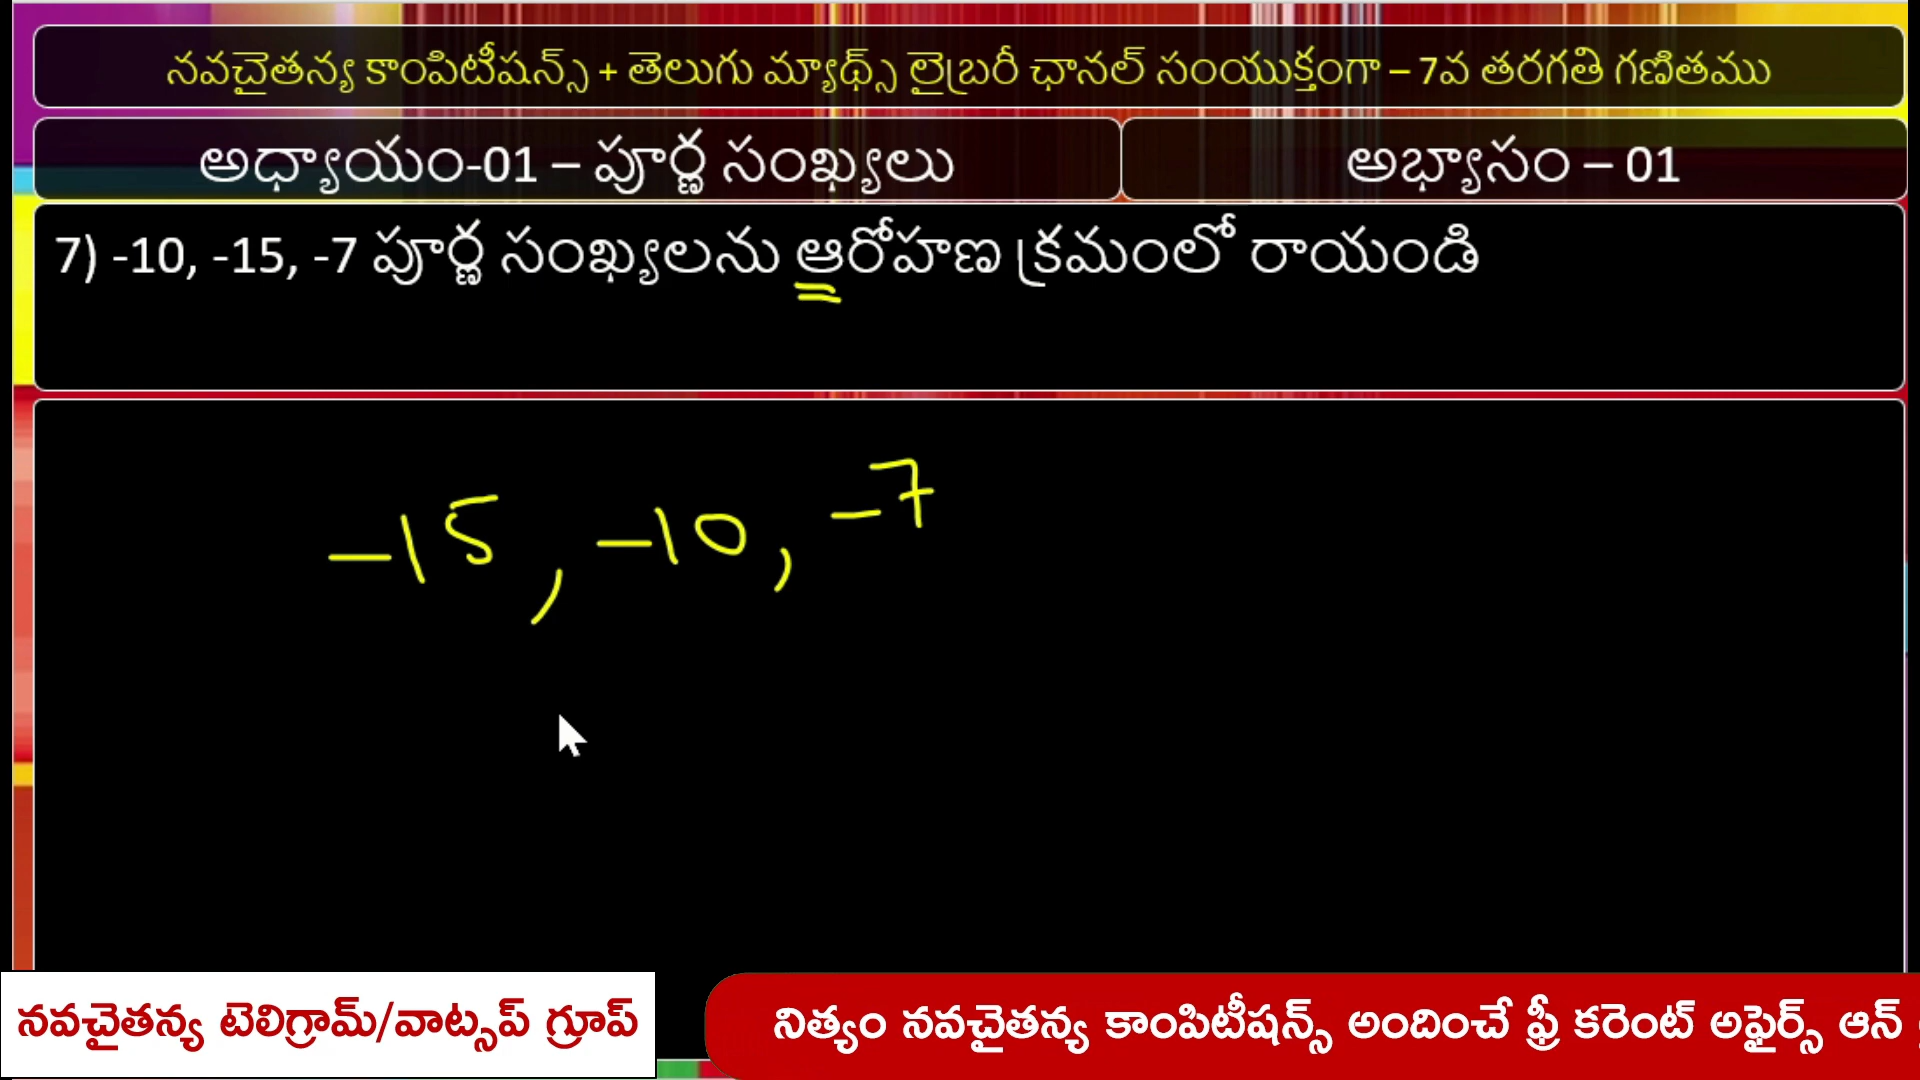 నవచైతన్య కాంపిటీషన్స్ + తెలుగు మ్యాథ్స్ లైబ్రరీ ఛానల్ సంయుక్తంగా – 7వ తరగతి గణితము
అధ్యాయం-01 – పూర్ణ సంఖ్యలు
అభ్యాసం – 01
7) -10, -15, -7 పూర్ణ సంఖ్యలను ఆరోహణ క్రమంలో రాయండి
-15, -10, -7
నవచైతన్య టెలిగ్రామ్/వాట్సప్ గ్రూప్
నిత్యం నవచైతన్య కాంపిటీషన్స్ అందించే ఫ్రీ కరెంట్ అఫైర్స్ ఆన్